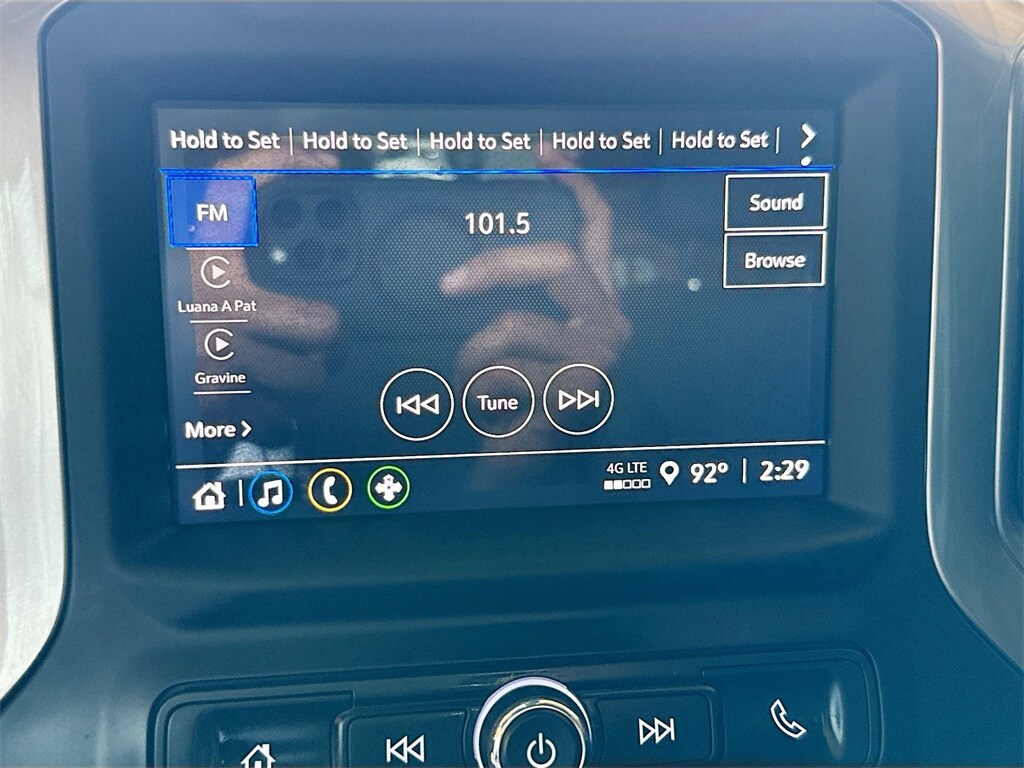 Hold to Set | Hold to Set | Hold to Set | Hold to Set | Hold to Set |
FM
101.5
Sound
Browse
Luana A Pat
Gravine
More
Tune
4G LTE
92° | 2:29